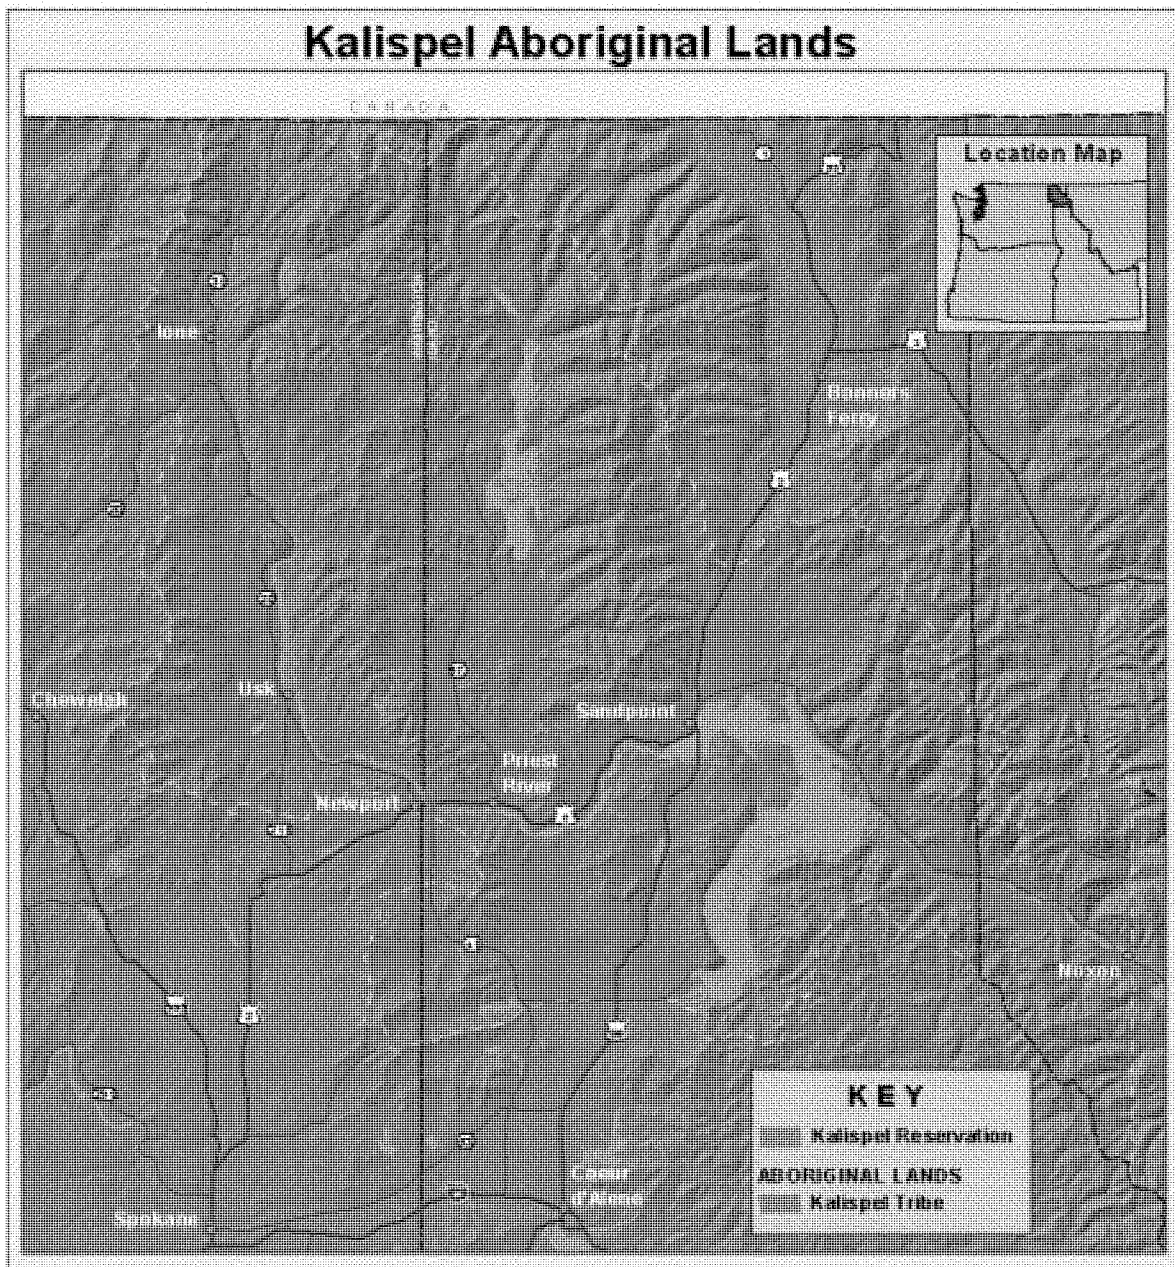 Kalispel Aboriginal Lands
CANADA
Location Map
Ione
Bonners
Ferry
Chewelah
Usk
Sandpoint
Priest
River
Newport
Noxon
KEY
Kalispel Reservation
ABORIGINAL LANDS
Kalispel Tribe
Coeur
d'Alene
Spokane